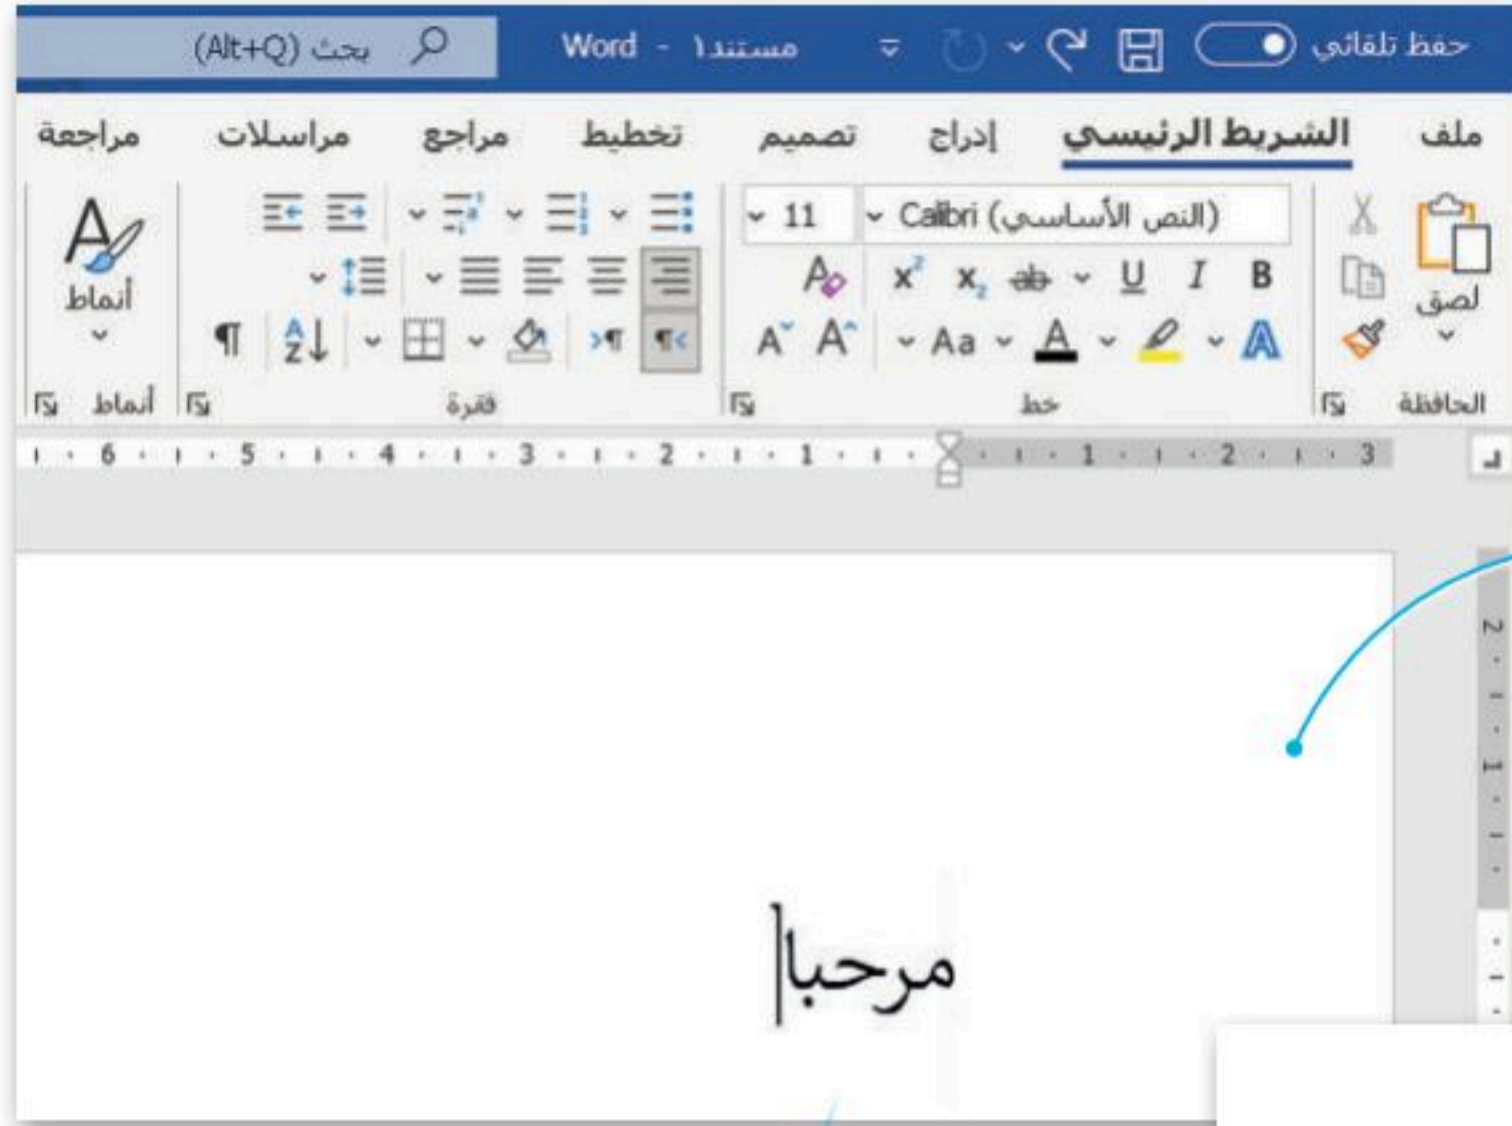 حفظ تلقائي مستند١ - Word بحث (Alt+Q)
ملف الشريط الرئيسي إدراج تصميم تخطيط مراجع مراسلات مراجعة
لصق Calibri (النص الأساسي) 11 أنماط
B I U ab x₂ x² A
A A Aa A A A
الحافظة خط فقرة أنماط
3 2 1 1 2 3 4 5 6
2
1
مرحبا